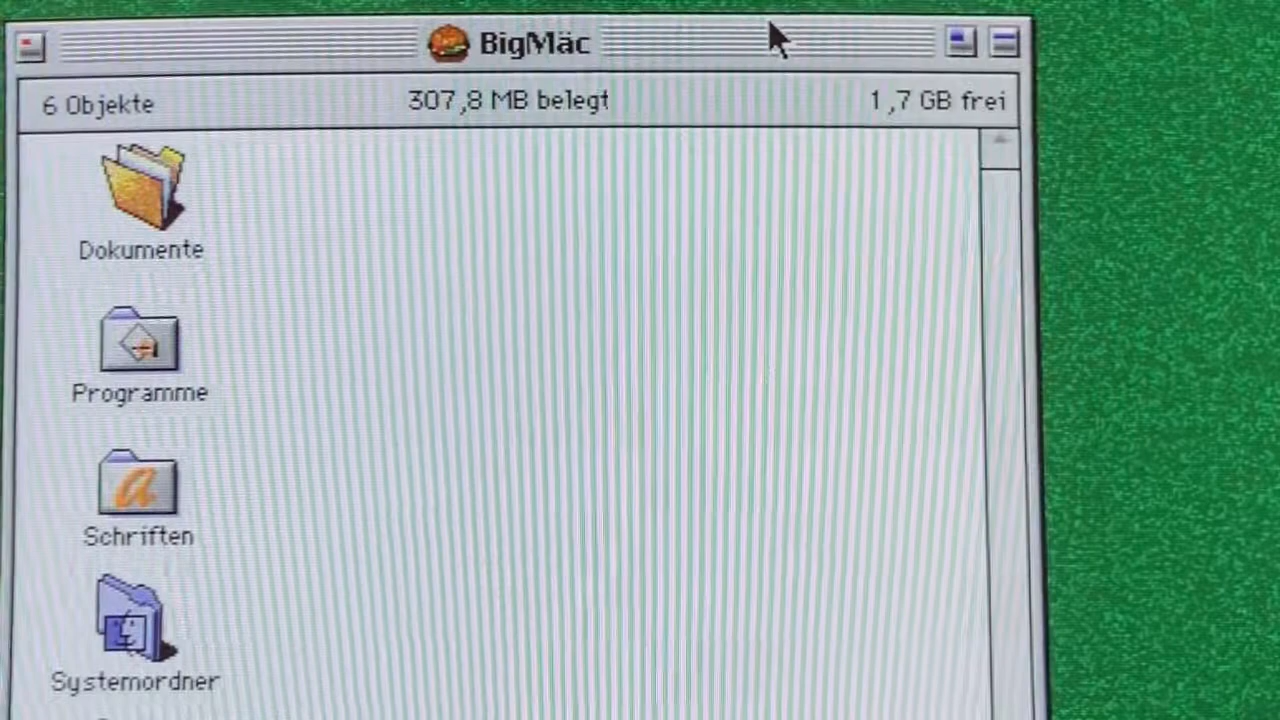 BigMäc
6 Objekte 307,8 MB belegt 1,7 GB frei
Dokumente
Programme
Schriften
Systemordner